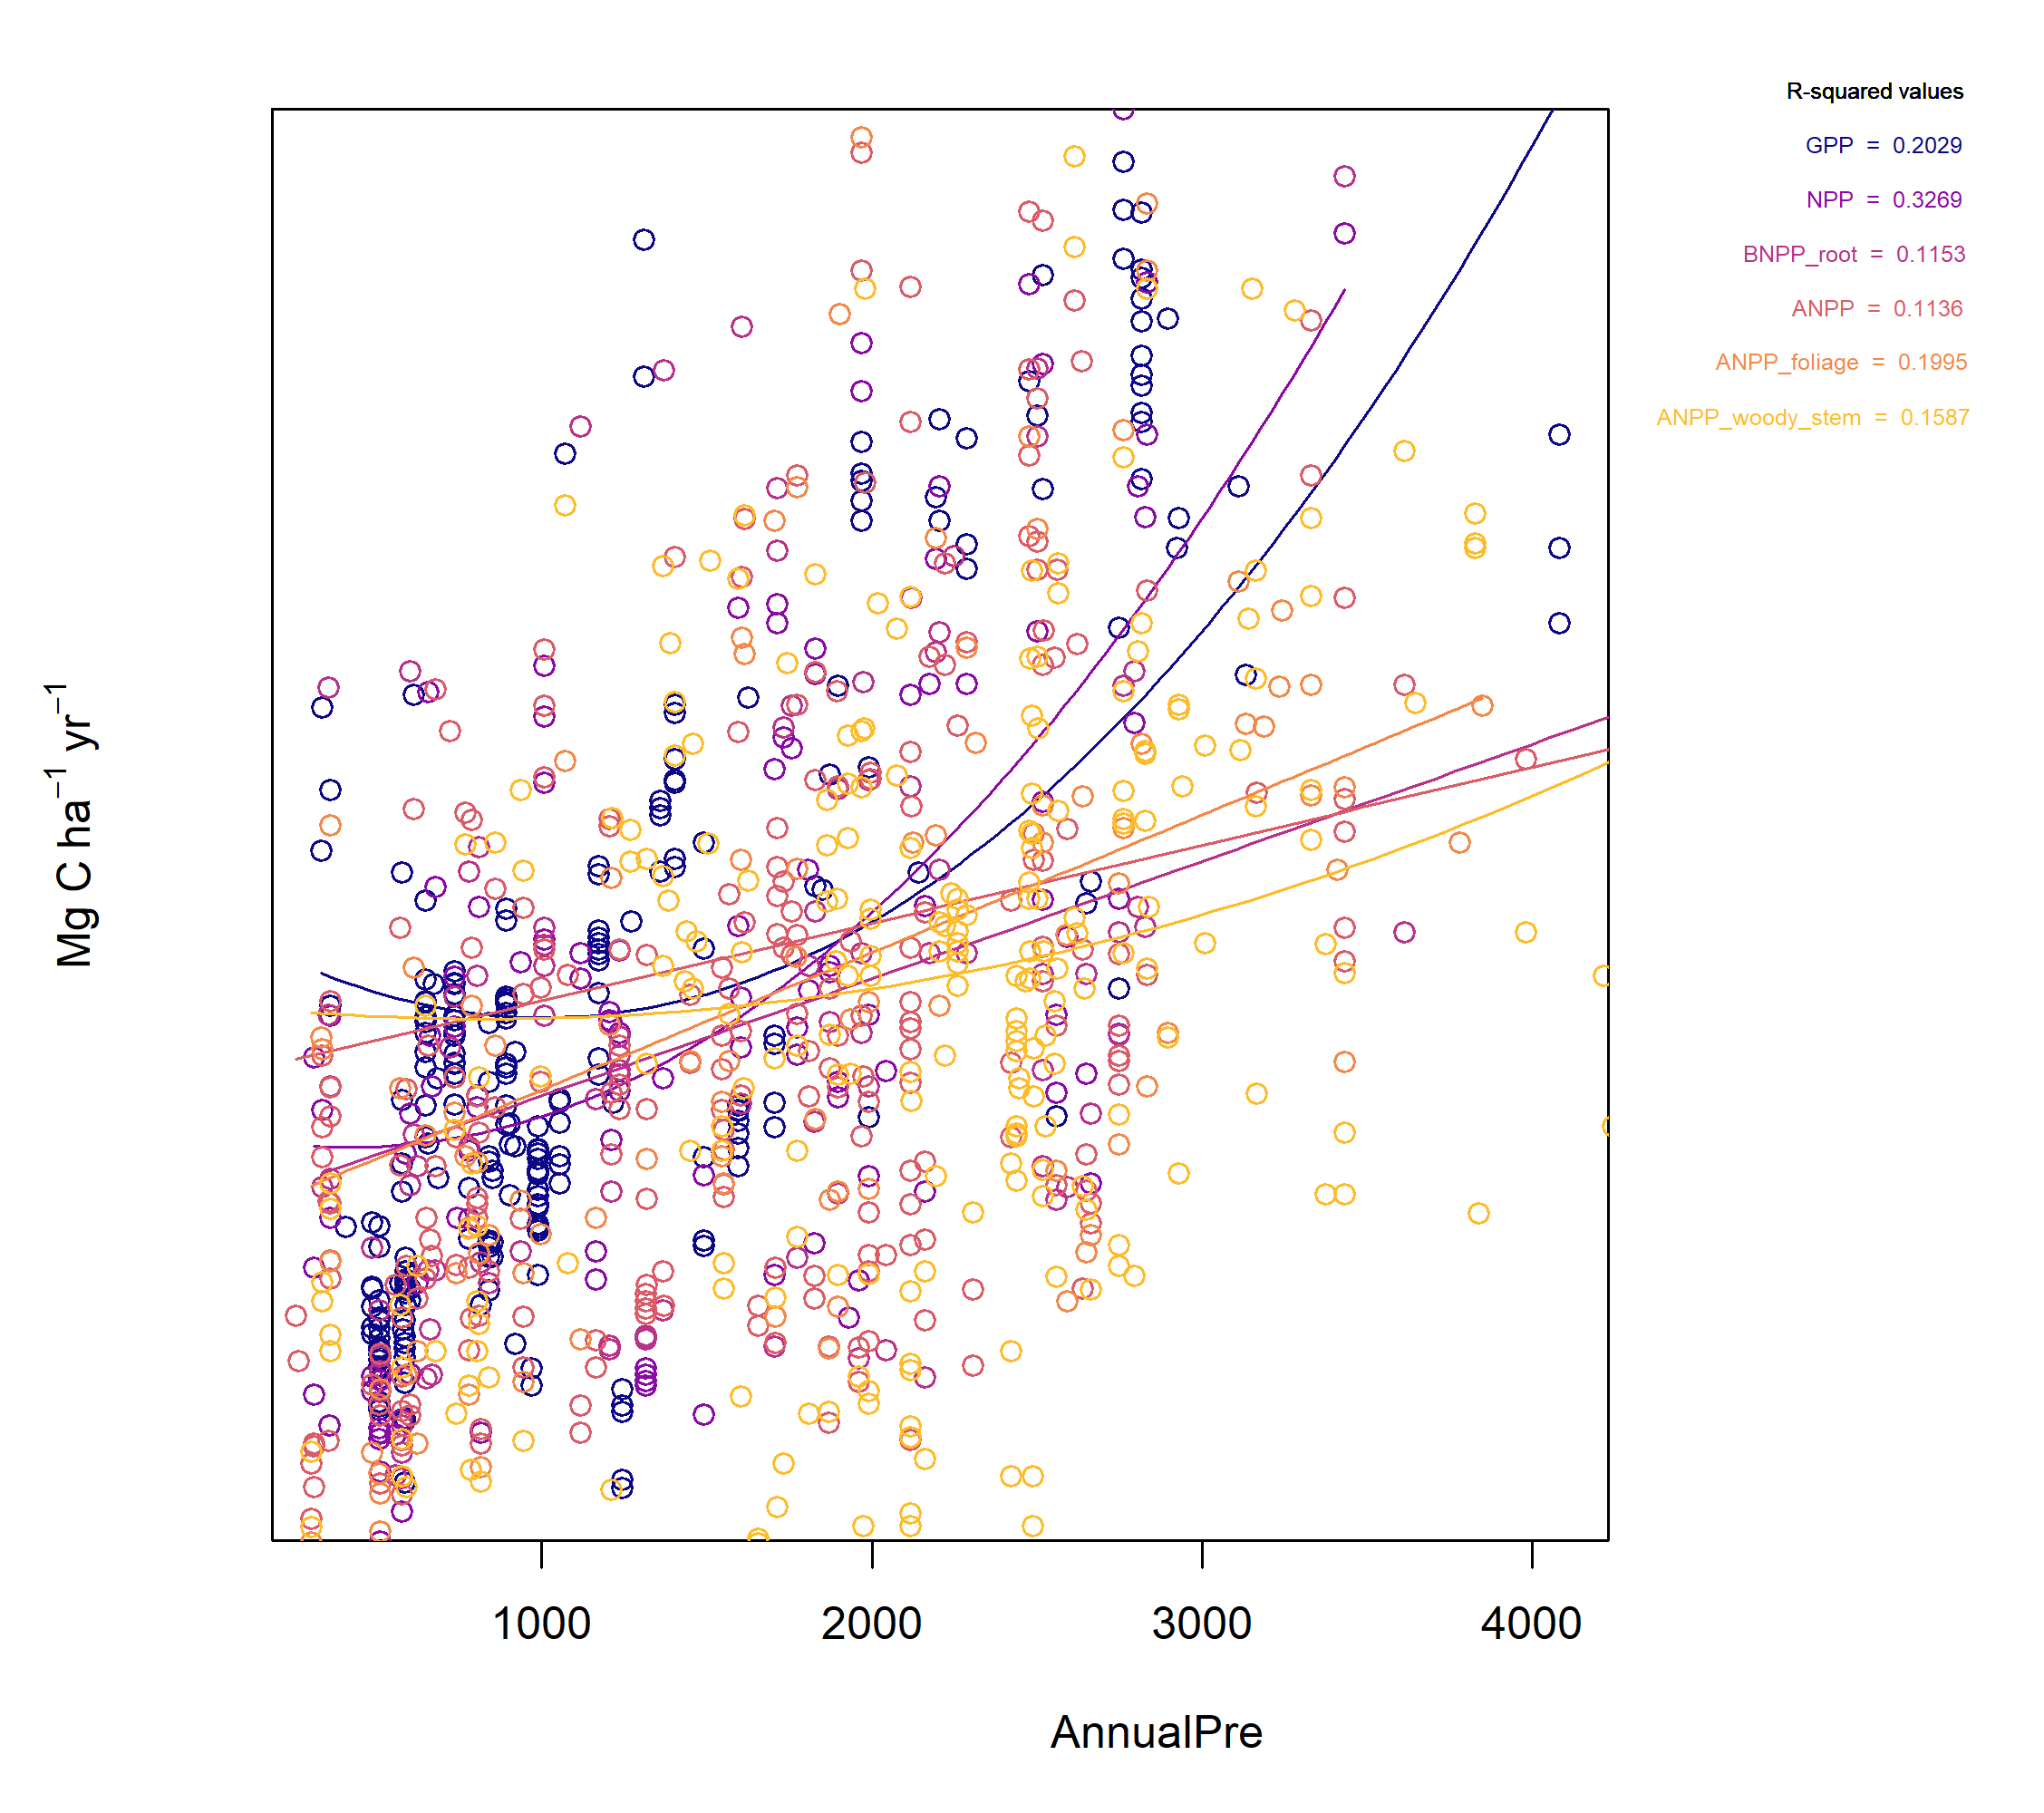 R-squared values
GPP = 0.2029
NPP = 0.3269
BNPP_root = 0.1153
ANPP = 0.1136
ANPP_foliage = 0.1995
ANPP_woody_stem = 0.1587
Mg C ha⁻¹ yr⁻¹
1000 2000 3000 4000
AnnualPre